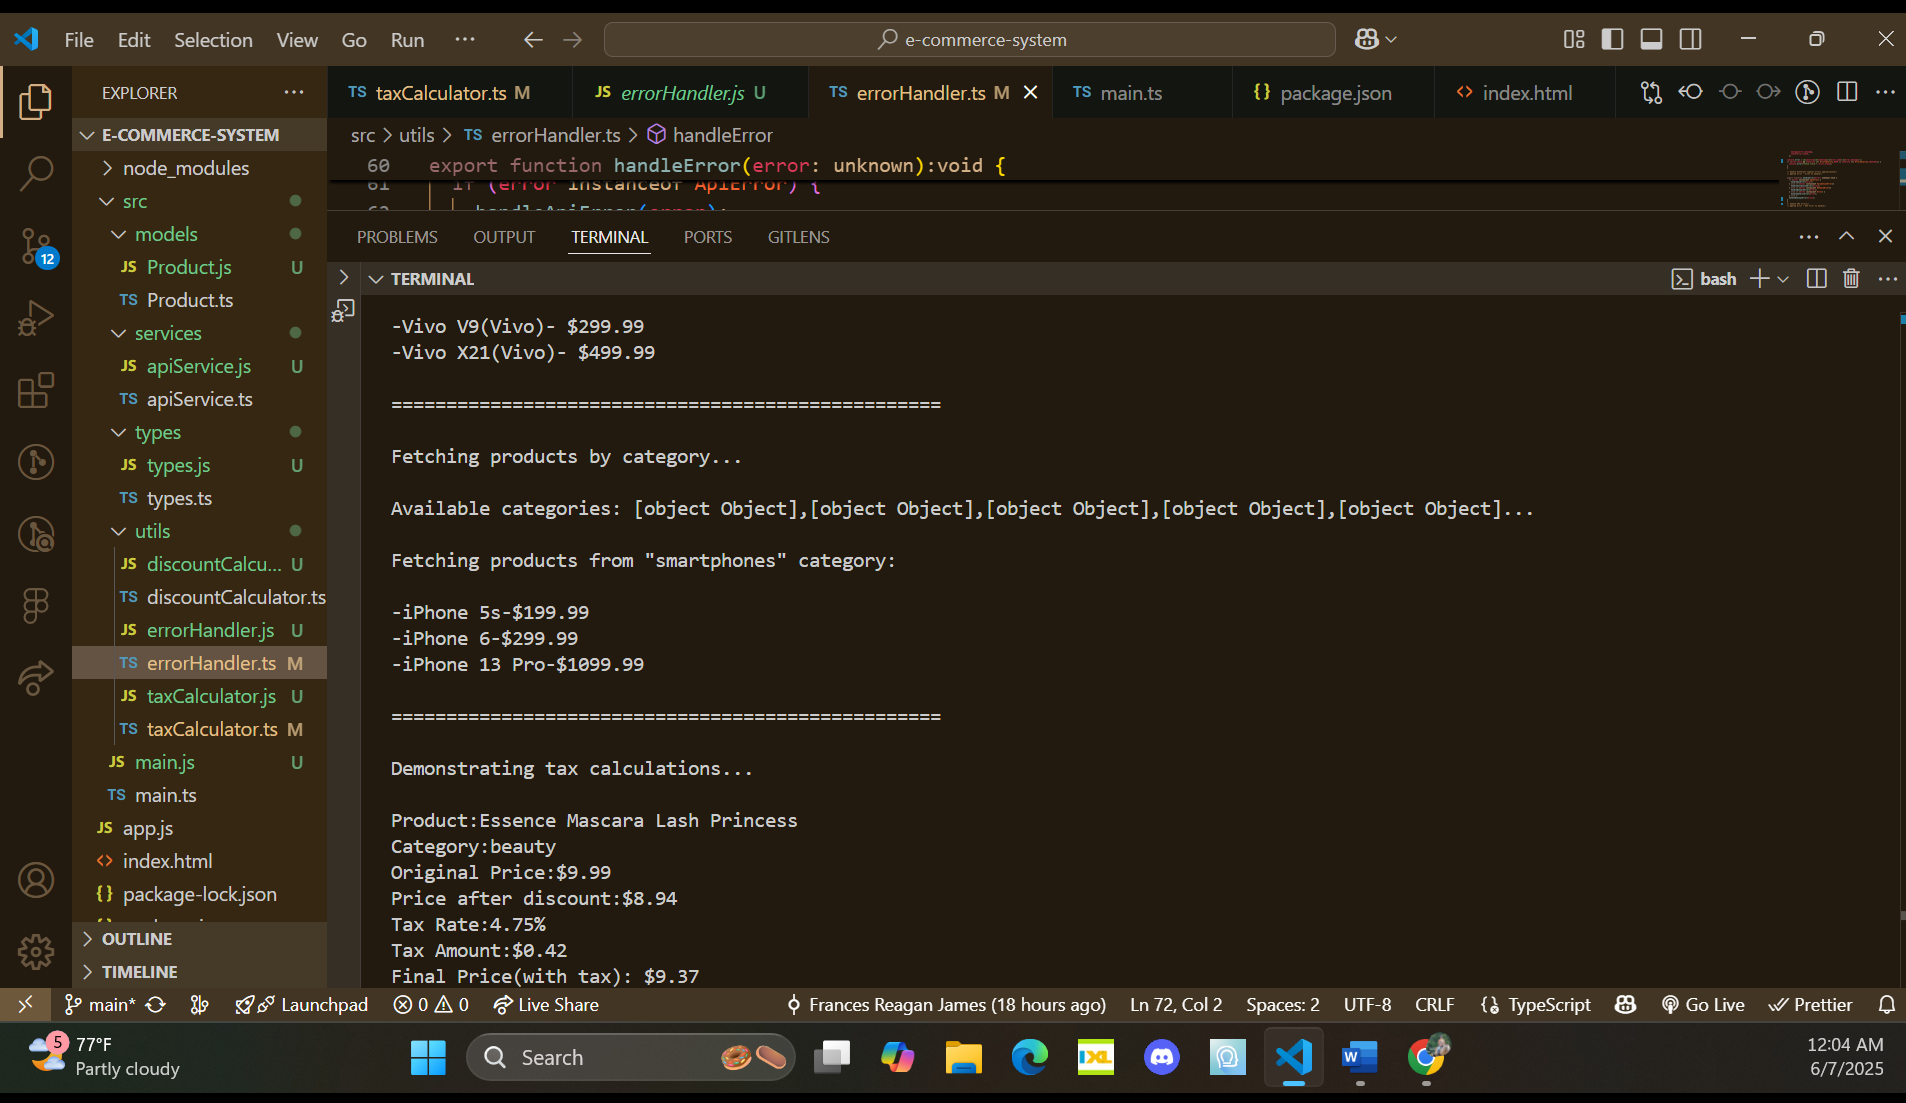 File Edit Selection View Go Run ··· e-commerce-system
EXPLORER
TS taxCalculator.ts M JS errorHandler.js U TS errorHandler.ts M TS main.ts {} package.json <> index.html
E-COMMERCE-SYSTEM
src > utils > TS errorHandler.ts > handleError
node_modules
60 export function handleError(error: unknown):void {
61 if (error instanceof ApiError) {
62 handleApiError(error);
src
models
JS Product.js U
TS Product.ts
services
JS apiService.js U
TS apiService.ts
types
JS types.js U
TS types.ts
utils
JS discountCalcu... U
TS discountCalculator.ts
JS errorHandler.js U
TS errorHandler.ts M
JS taxCalculator.js U
TS taxCalculator.ts M
JS main.js U
TS main.ts
JS app.js
<> index.html
{} package-lock.json
OUTLINE
TIMELINE
12
PROBLEMS OUTPUT TERMINAL PORTS GITLENS
TERMINAL bash
-Vivo V9(Vivo)- $299.99
-Vivo X21(Vivo)- $499.99
==================================================
Fetching products by category...
Available categories: [object Object],[object Object],[object Object],[object Object],[object Object]...
Fetching products from "smartphones" category:
-iPhone 5s-$199.99
-iPhone 6-$299.99
-iPhone 13 Pro-$1099.99
==================================================
Demonstrating tax calculations...
Product:Essence Mascara Lash Princess
Category:beauty
Original Price:$9.99
Price after discount:$8.94
Tax Rate:4.75%
Tax Amount:$0.42
Final Price(with tax): $9.37
main* Launchpad 0 0 Live Share Frances Reagan James (18 hours ago) Ln 72, Col 2 Spaces: 2 UTF-8 CRLF TypeScript Go Live Prettier
5 77°F
Partly cloudy
Search
IXL
W
12:04 AM
6/7/2025